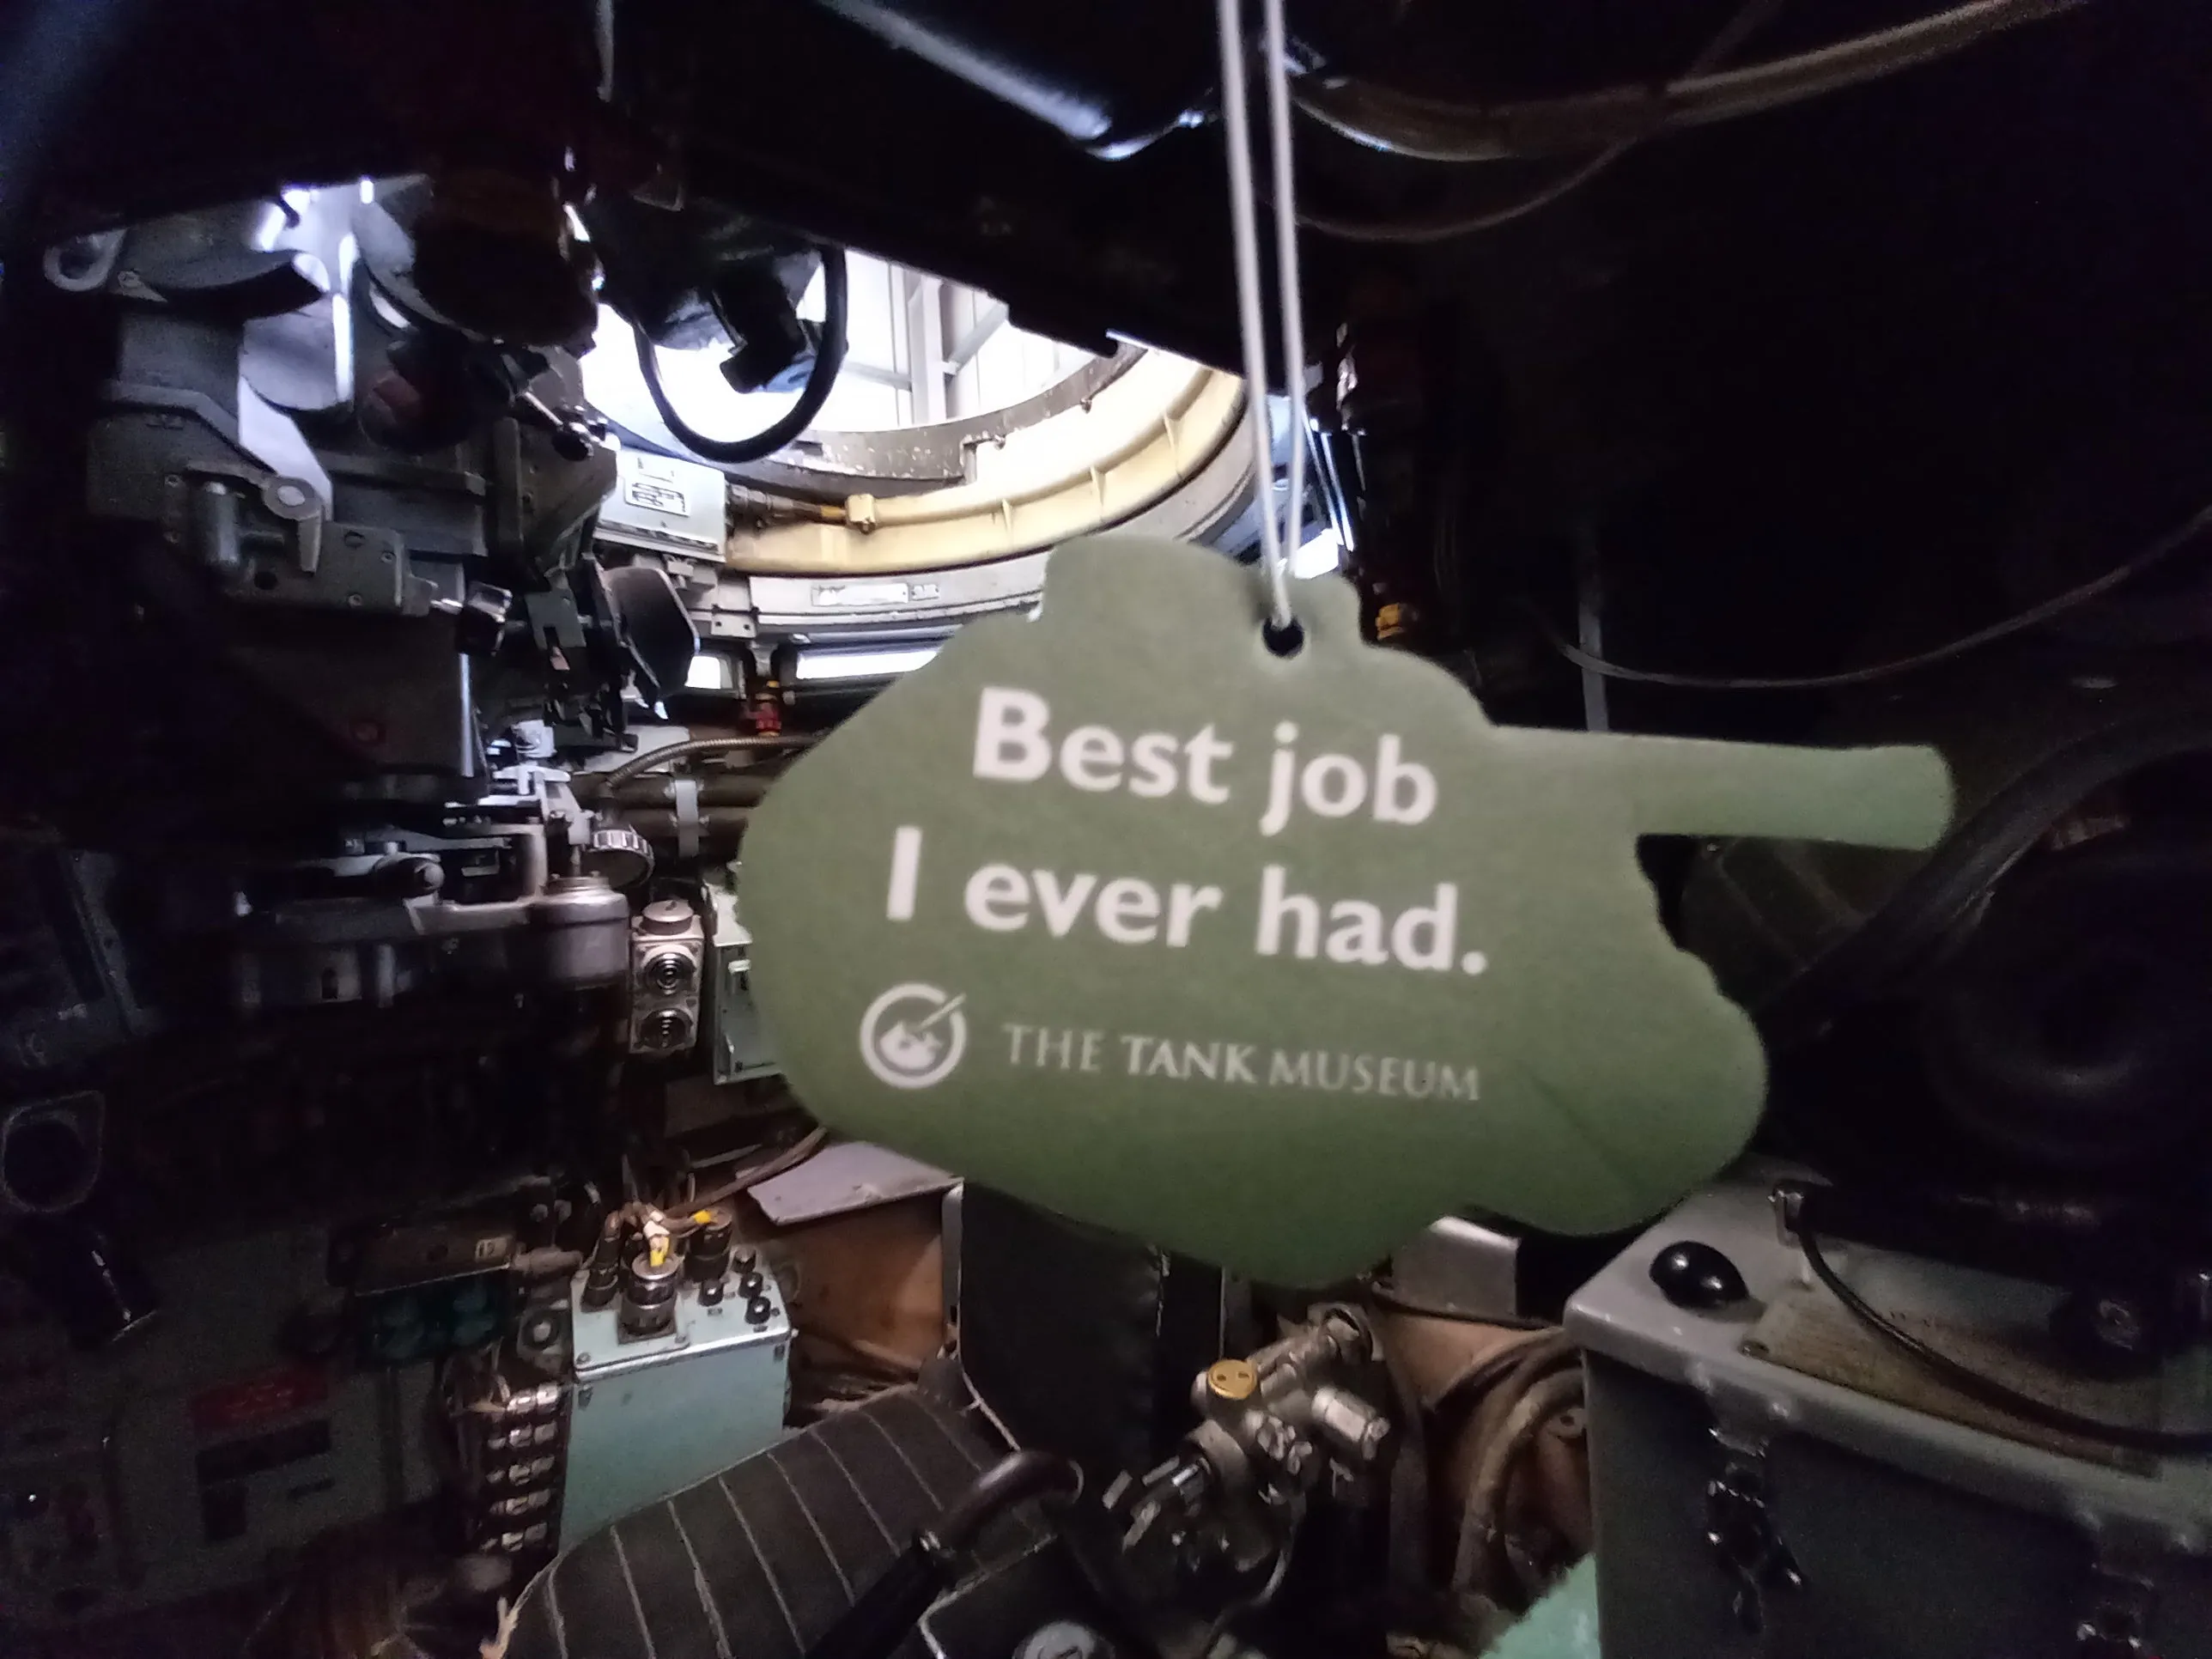 Best job
I ever had.
THE TANK MUSEUM